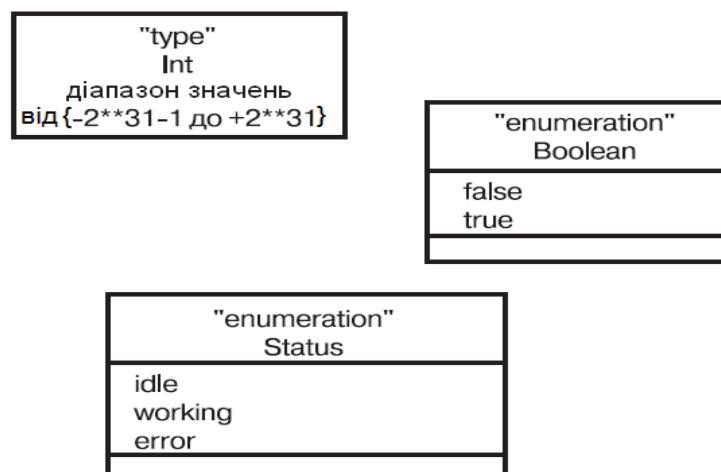 "type"
Int
діапазон значень
від {-2**31-1 до +2**31}
"enumeration"
Boolean
false
true
"enumeration"
Status
idle
working
error